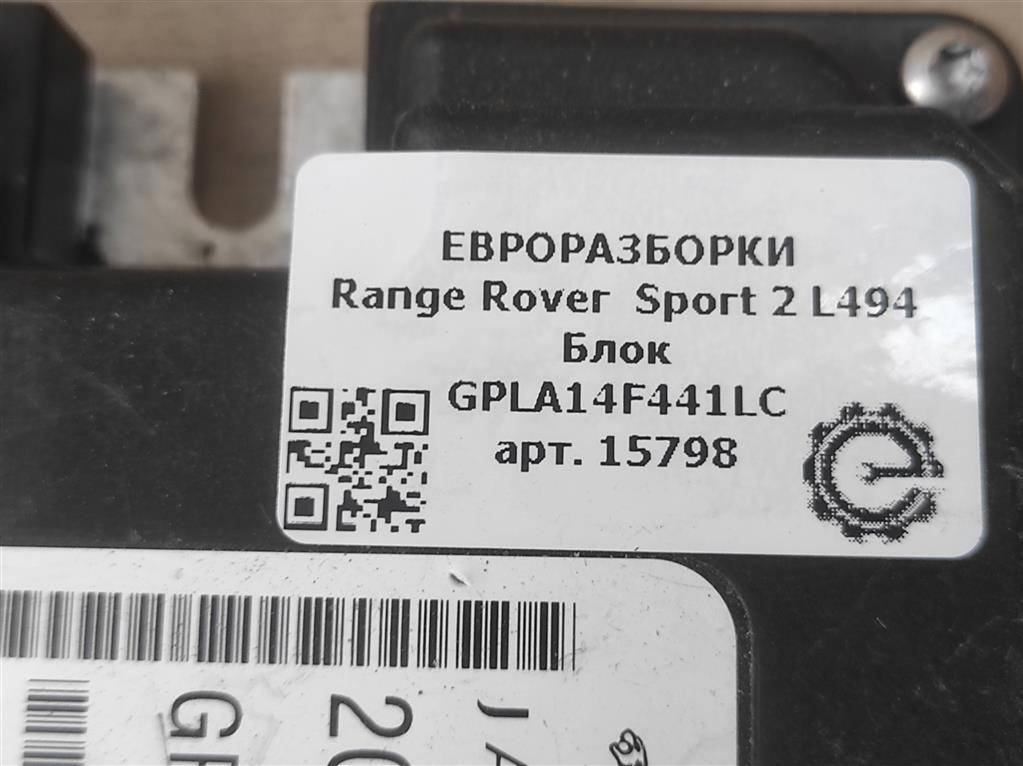 ЕВРОРАЗБОРКИ
Range Rover Sport 2 L494
Блок
GPLA14F441LC
арт. 15798